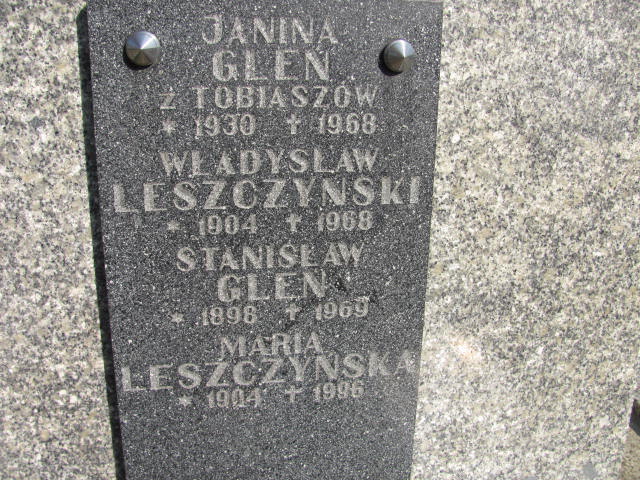 JANINA
GLEN
Z TOBIASZÓW
* 1930 † 1968
WŁADYSŁAW
LESZCZYŃSKI
* 1904 † 1968
STANISŁAW
GLEN
* 1898 † 1969
MARIA
LESZCZYŃSKA
* 1904 † 1996